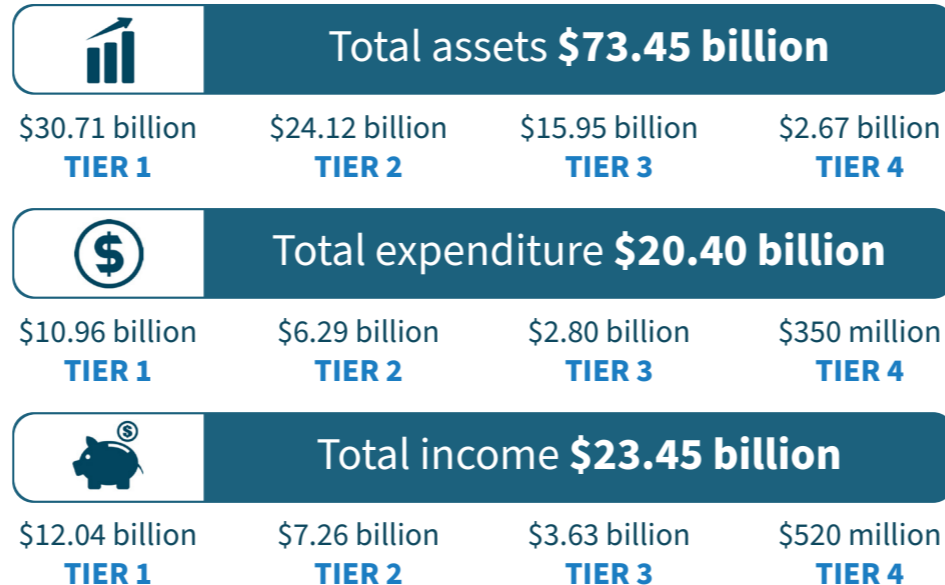 Total assets $73.45 billion
$30.71 billion $24.12 billion $15.95 billion $2.67 billion
TIER 1 TIER 2 TIER 3 TIER 4
$
Total expenditure $20.40 billion
$10.96 billion $6.29 billion $2.80 billion $350 million
TIER 1 TIER 2 TIER 3 TIER 4
$
Total income $23.45 billion
$12.04 billion $7.26 billion $3.63 billion $520 million
TIER 1 TIER 2 TIER 3 TIER 4